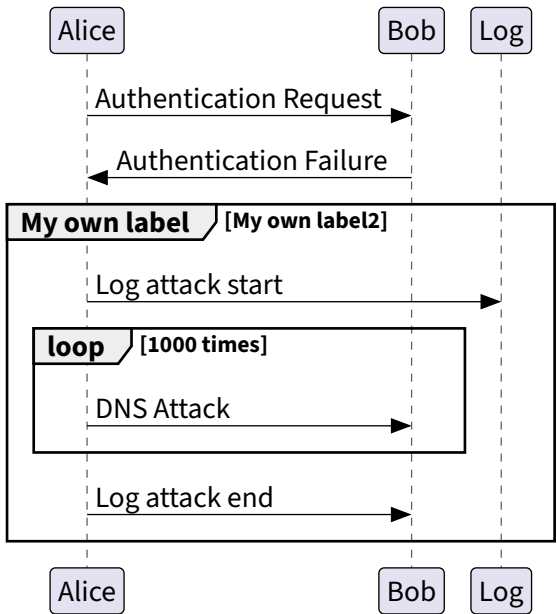 Alice Bob Log
Authentication Request
Authentication Failure
My own label [My own label2]
Log attack start
loop [1000 times]
DNS Attack
Log attack end
Alice Bob Log